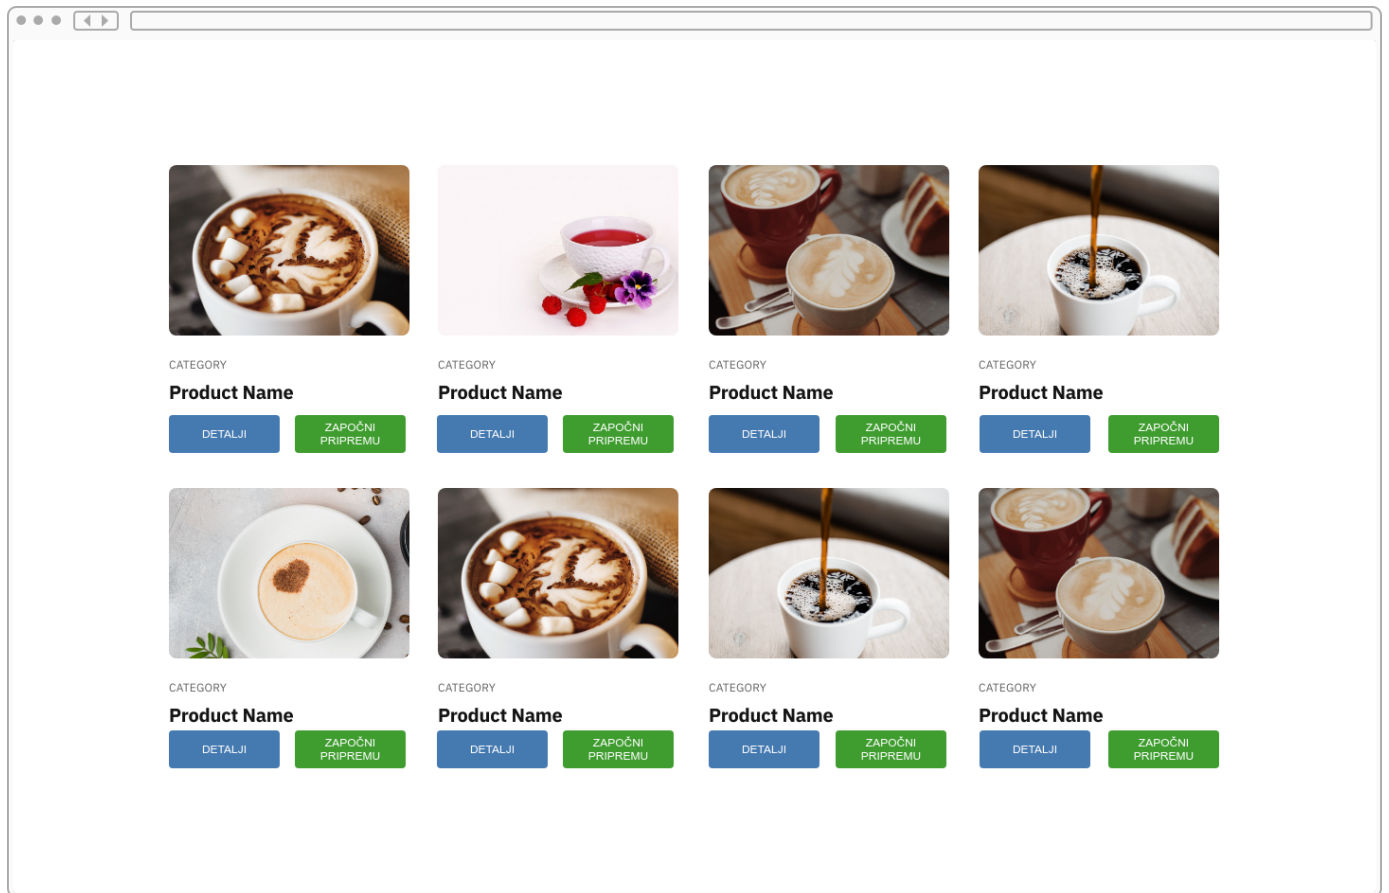 CATEGORY
Product Name
DETALJI
ZAPOČNI
PRIPREMU
CATEGORY
Product Name
DETALJI
ZAPOČNI
PRIPREMU
CATEGORY
Product Name
DETALJI
ZAPOČNI
PRIPREMU
CATEGORY
Product Name
DETALJI
ZAPOČNI
PRIPREMU
CATEGORY
Product Name
DETALJI
ZAPOČNI
PRIPREMU
CATEGORY
Product Name
DETALJI
ZAPOČNI
PRIPREMU
CATEGORY
Product Name
DETALJI
ZAPOČNI
PRIPREMU
CATEGORY
Product Name
DETALJI
ZAPOČNI
PRIPREMU